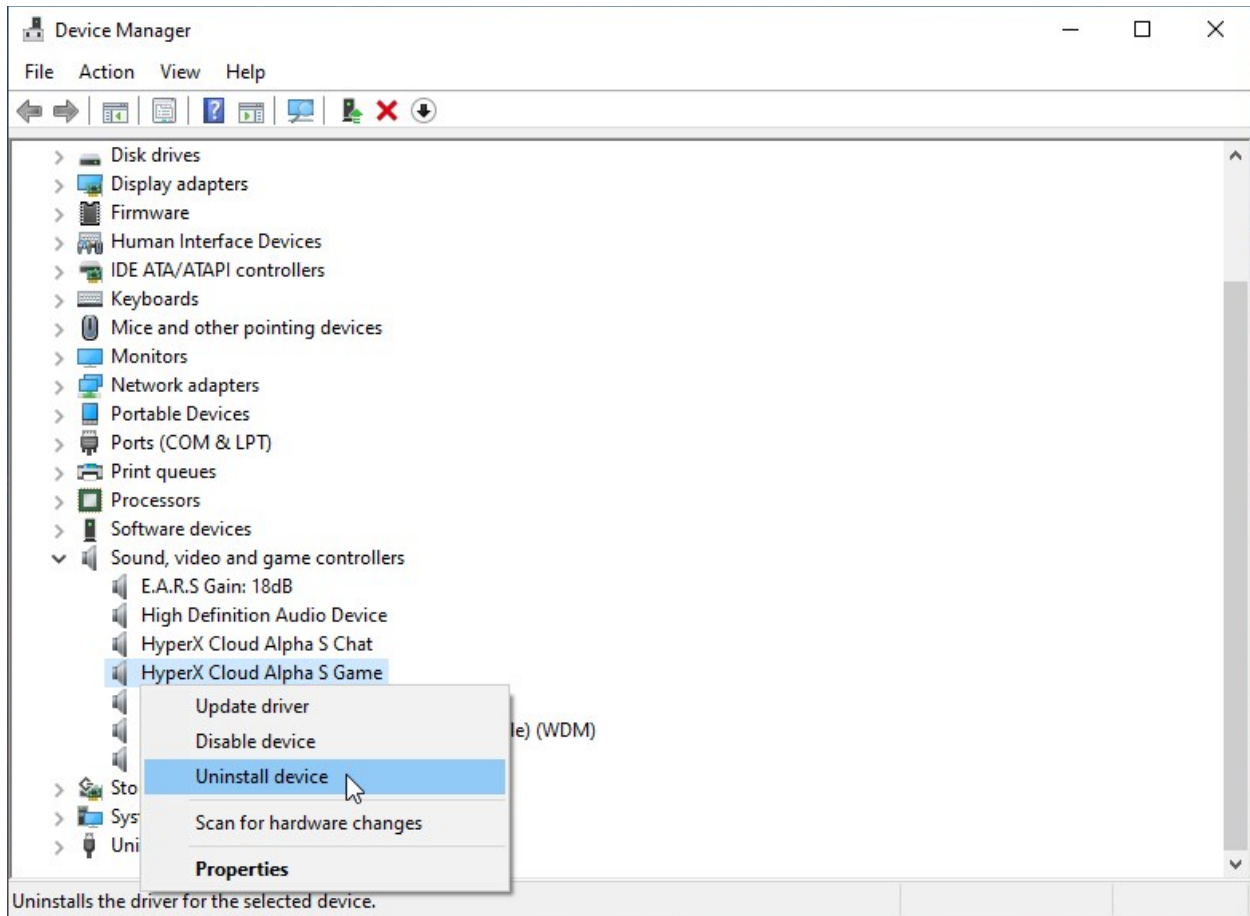 Device Manager
File Action View Help
Disk drives
Display adapters
Firmware
Human Interface Devices
IDE ATA/ATAPI controllers
Keyboards
Mice and other pointing devices
Monitors
Network adapters
Portable Devices
Ports (COM & LPT)
Print queues
Processors
Software devices
Sound, video and game controllers
E.A.R.S Gain: 18dB
High Definition Audio Device
HyperX Cloud Alpha S Chat
HyperX Cloud Alpha S Game
Update driver
le) (WDM)
Disable device
Uninstall device
Sto
Sys
Scan for hardware changes
Uni
Properties
Uninstalls the driver for the selected device.